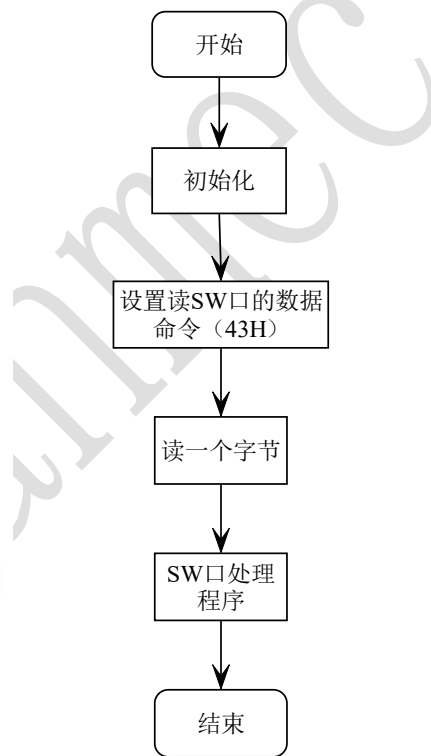 开始
初始化
设置读SW口的数据
命令（43H）
读一个字节
SW口处理
程序
结束